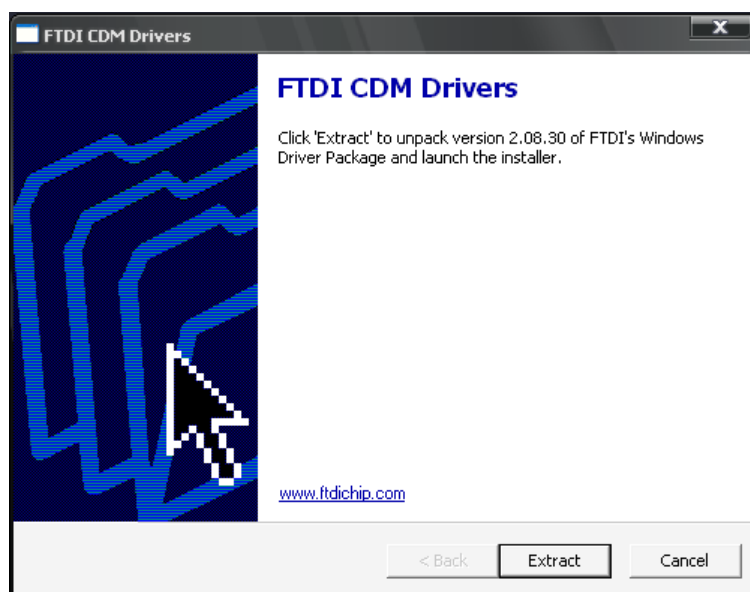 FTDI CDM Drivers
X
FTDI CDM Drivers
Click 'Extract' to unpack version 2.08.30 of FTDI's Windows
Driver Package and launch the installer.
www.ftdichip.com
< Back Extract Cancel